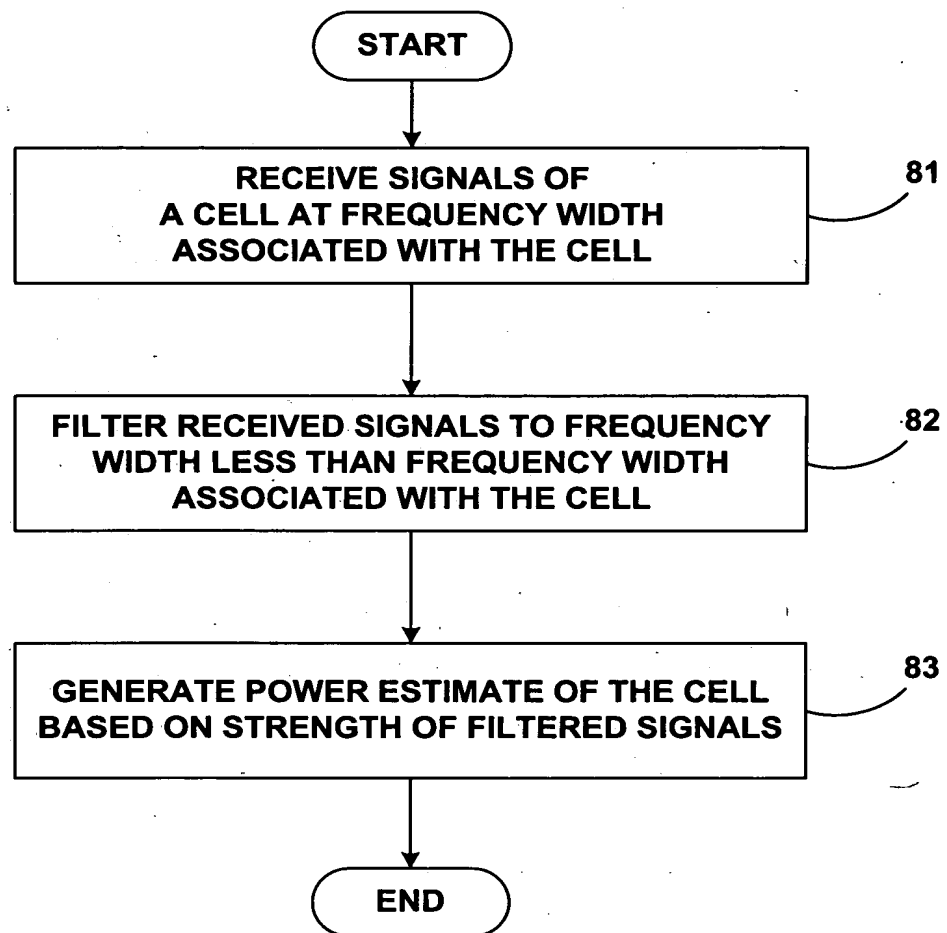 START
RECEIVE SIGNALS OF
A CELL AT FREQUENCY WIDTH
ASSOCIATED WITH THE CELL
81
FILTER RECEIVED SIGNALS TO FREQUENCY
WIDTH LESS THAN FREQUENCY WIDTH
ASSOCIATED WITH THE CELL
82
GENERATE POWER ESTIMATE OF THE CELL
BASED ON STRENGTH OF FILTERED SIGNALS
83
END